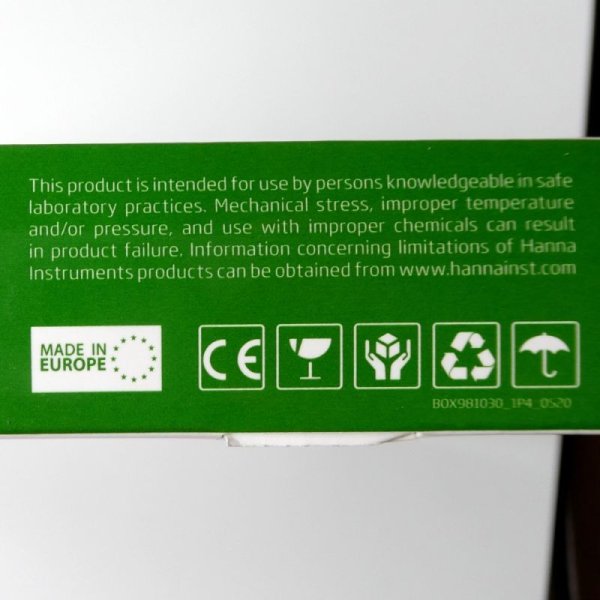 This product is intended for use by persons knowledgeable in safe
laboratory practices. Mechanical stress, improper temperature
and/or pressure, and use with improper chemicals can result
in product failure. Information concerning limitations of Hanna
Instruments products can be obtained from www.hannainst.com
MADE IN
EUROPE
CE
BOX981030_1P4_0520